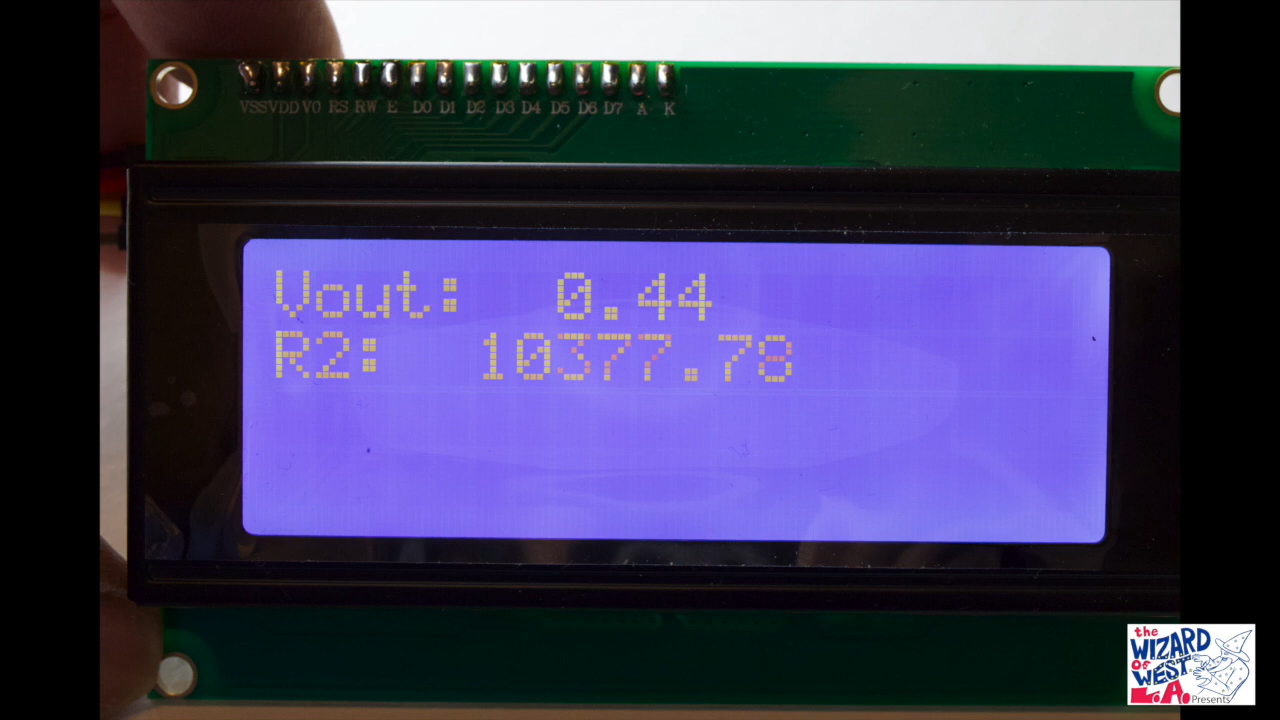 VSS VDD VO RS RW E D0 D1 D2 D3 D4 D5 D6 D7 A K
Vout: 0.44
R2: 10377.78
the
WIZARD
OF
WEST
L.A.
Presents